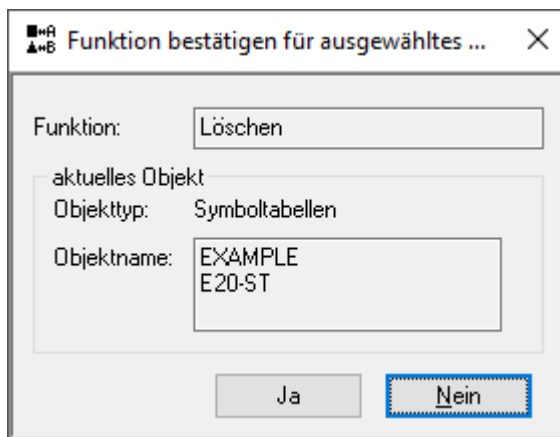 Funktion bestätigen für ausgewähltes ...
Funktion: Löschen
aktuelles Objekt
Objekttyp: Symboltabellen
Objektname: EXAMPLE
E20-ST
Ja Nein